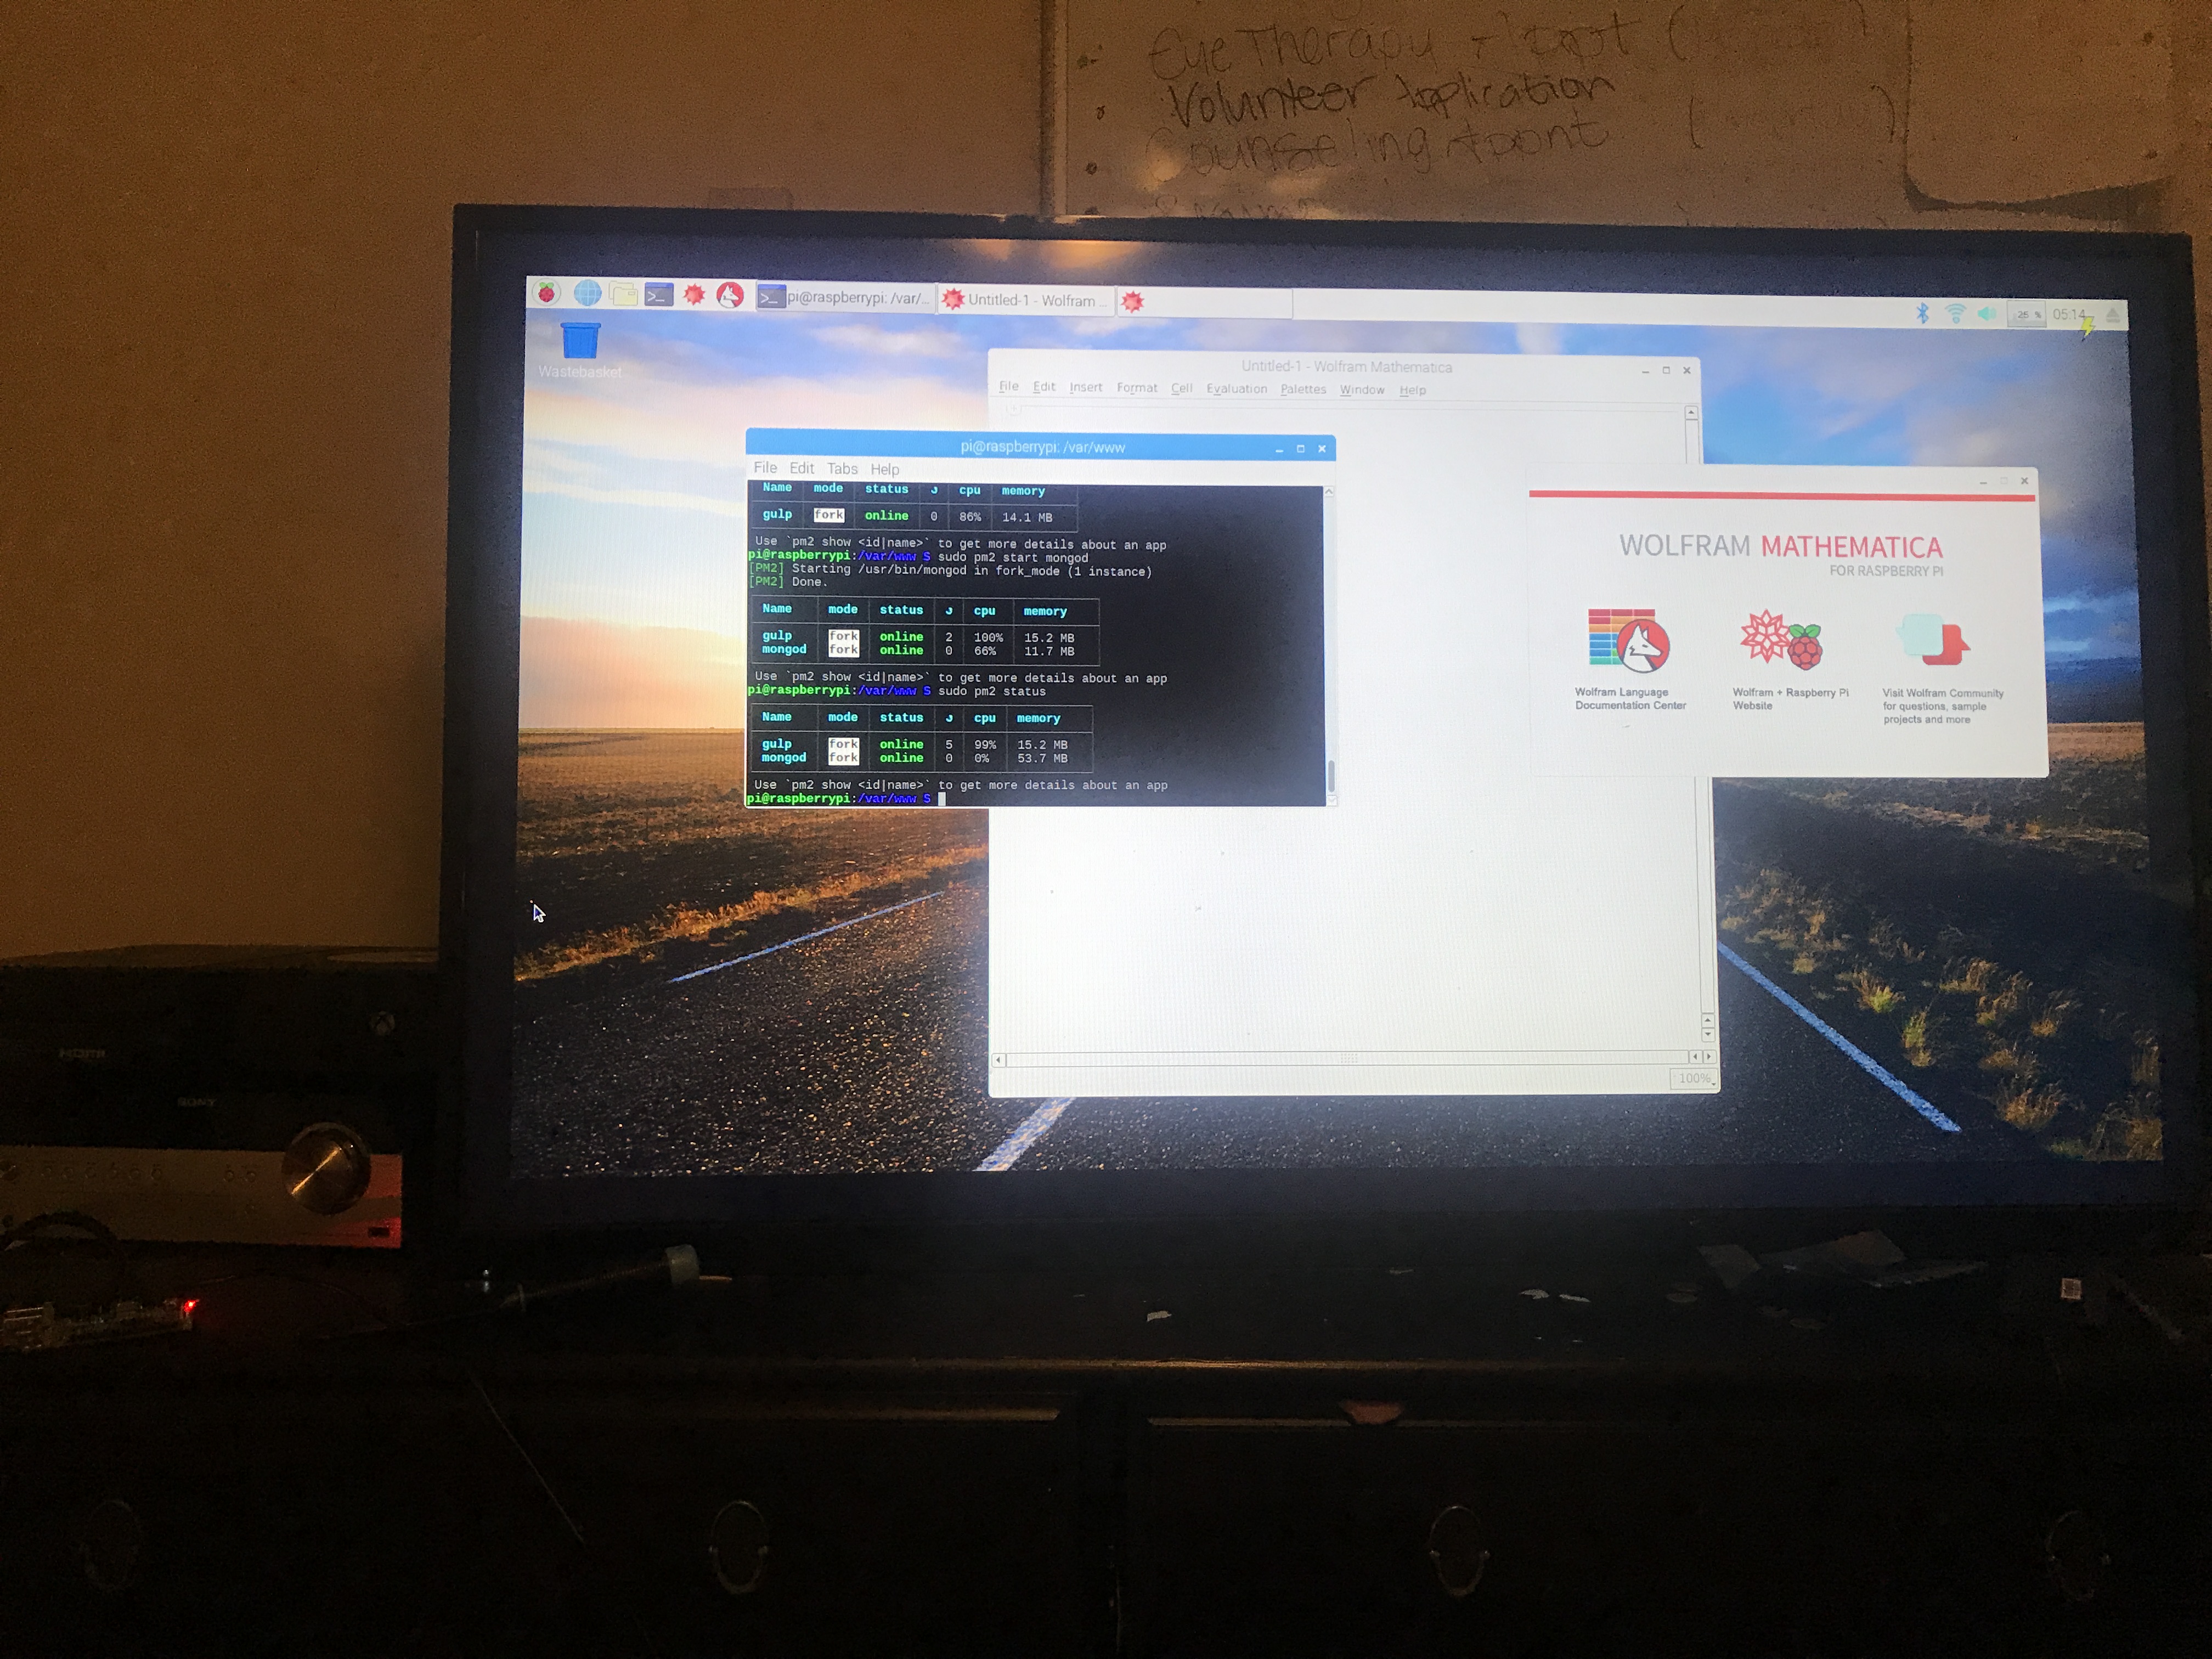 Eye Therapy
Volunteer Application
Counseling Appoint
pi@raspberrypi: /var/...
Untitled-1 - Wolfram ...
25 %
05:14
Wastebasket
Untitled-1 - Wolfram Mathematica
File Edit Insert Format Cell Evaluation Palettes Window Help
pi@raspberrypi: /var/www
File Edit Tabs Help
Name mode status ↺ cpu memory
gulp fork online 0 86% 14.1 MB
Use `pm2 show <id|name>` to get more details about an app
pi@raspberrypi:/var/www $ sudo pm2 start mongod
[PM2] Starting /usr/bin/mongod in fork_mode (1 instance)
[PM2] Done.
Name mode status ↺ cpu memory
gulp fork online 2 100% 15.2 MB
mongod fork online 0 66% 11.7 MB
Use `pm2 show <id|name>` to get more details about an app
pi@raspberrypi:/var/www $ sudo pm2 status
Name mode status ↺ cpu memory
gulp fork online 5 99% 15.2 MB
mongod fork online 0 0% 53.7 MB
Use `pm2 show <id|name>` to get more details about an app
pi@raspberrypi:/var/www $
WOLFRAM MATHEMATICA
FOR RASPBERRY PI
Wolfram Language
Documentation Center
Wolfram + Raspberry Pi
Website
Visit Wolfram Community
for questions, sample
projects and more
100%
HDMI
SONY